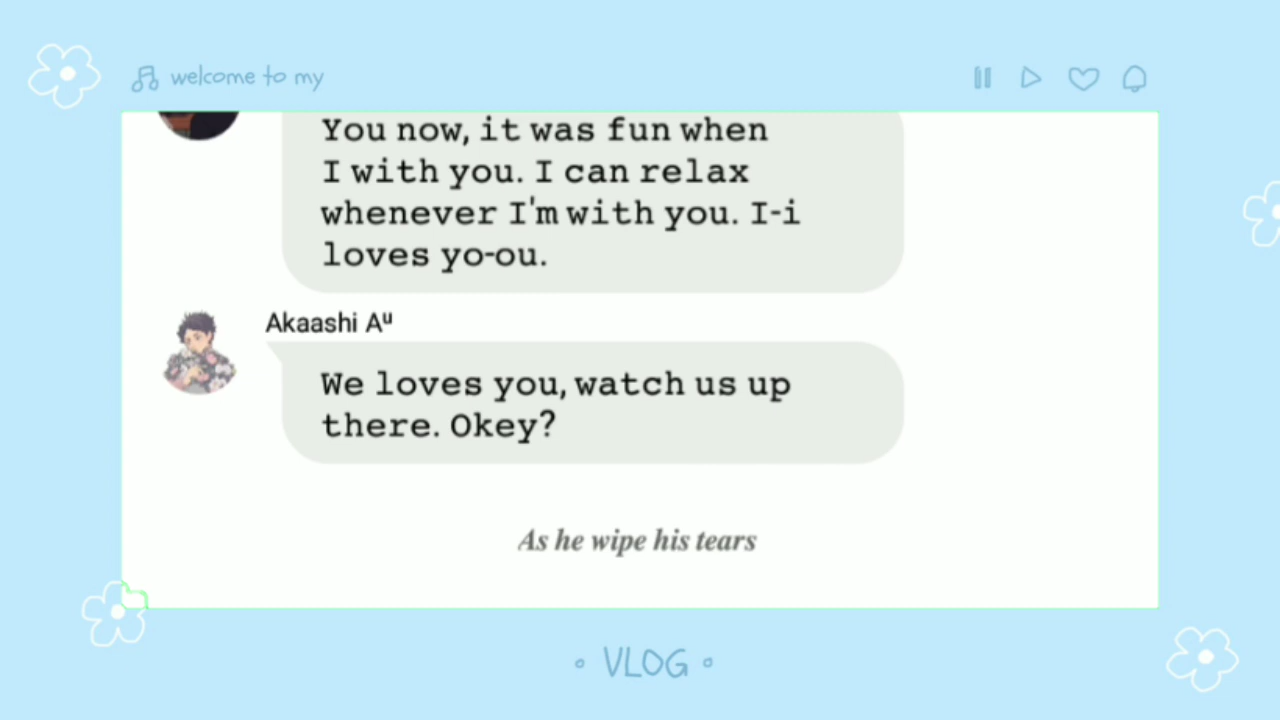 welcome to my
You now, it was fun when
I with you. I can relax
whenever I'm with you. I-i
loves yo-ou.
Akaashi Aᵘ
We loves you, watch us up
there. Okey?
As he wipe his tears
• VLOG •